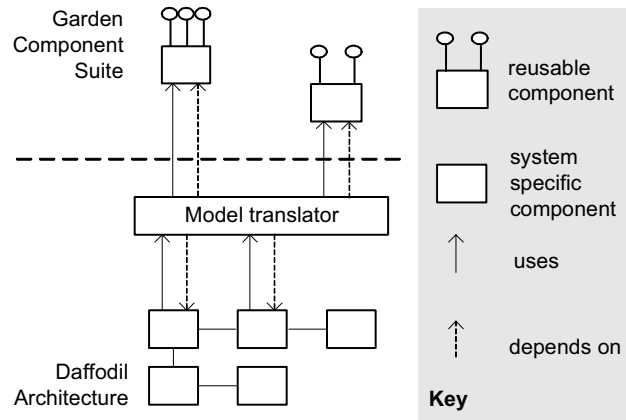 Garden
Component
Suite
Model translator
Daffodil
Architecture
reusable
component
system
specific
component
uses
depends on
Key